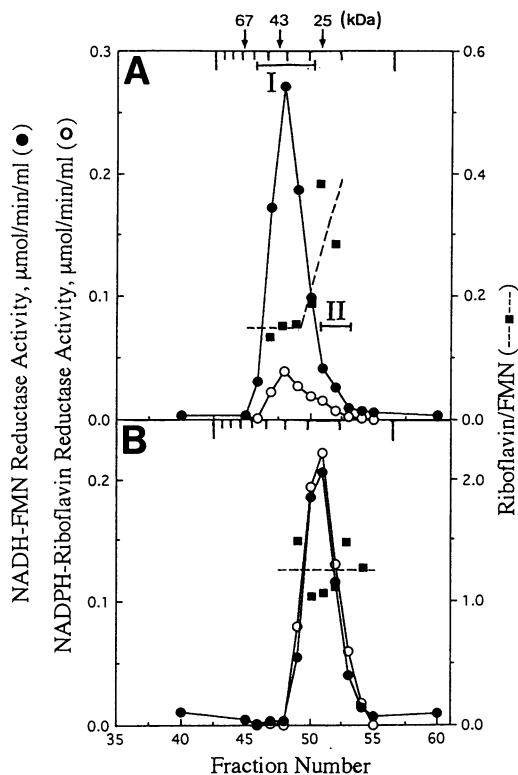 67 43 25 (kDa)
0.3 0.6
A
I
0.2 0.4
0.1 0.2
II
0.0 0.0
B
0.2 2.0
0.1 1.0
0.0 0.0
35 40 45 50 55 60
Fraction Number
NADH-FMN Reductase Activity, μmol/min/ml (●)
NADPH-Riboflavin Reductase Activity, μmol/min/ml (○)
Riboflavin/FMN (---■---)